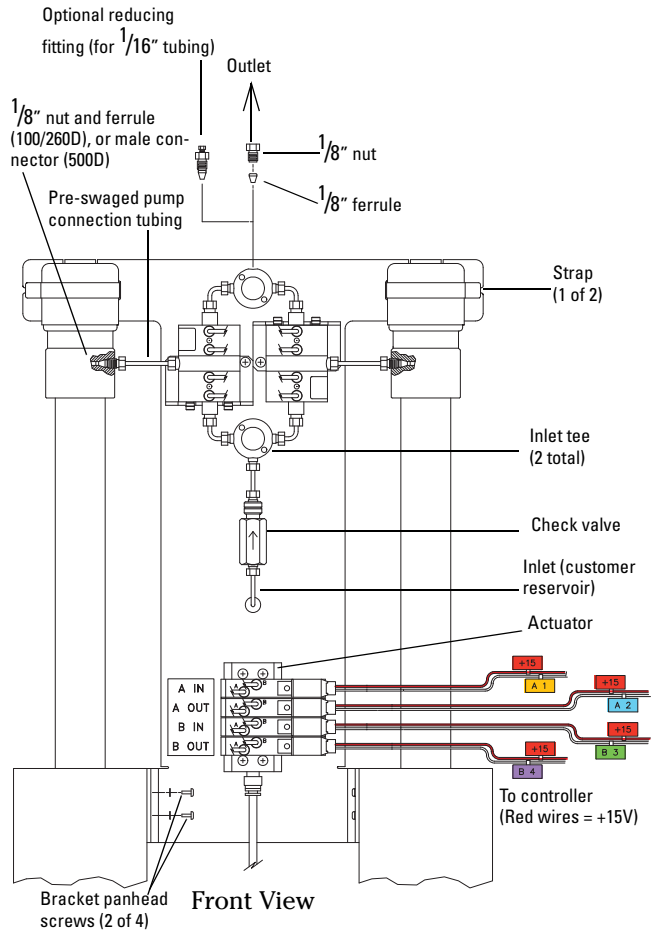 Optional reducing
fitting (for 1/16" tubing)
Outlet
1/8" nut and ferrule
(100/260D), or male con-
nector (500D)
1/8" nut
Pre-swaged pump
connection tubing
1/8" ferrule
Strap
(1 of 2)
Inlet tee
(2 total)
Check valve
Inlet (customer
reservoir)
Actuator
A IN
A OUT
B IN
B OUT
A B
A B
A B
A B
+15
A 1
+15
A 2
+15
B 3
+15
B 4
To controller
(Red wires = +15V)
Bracket panhead
screws (2 of 4)
Front View